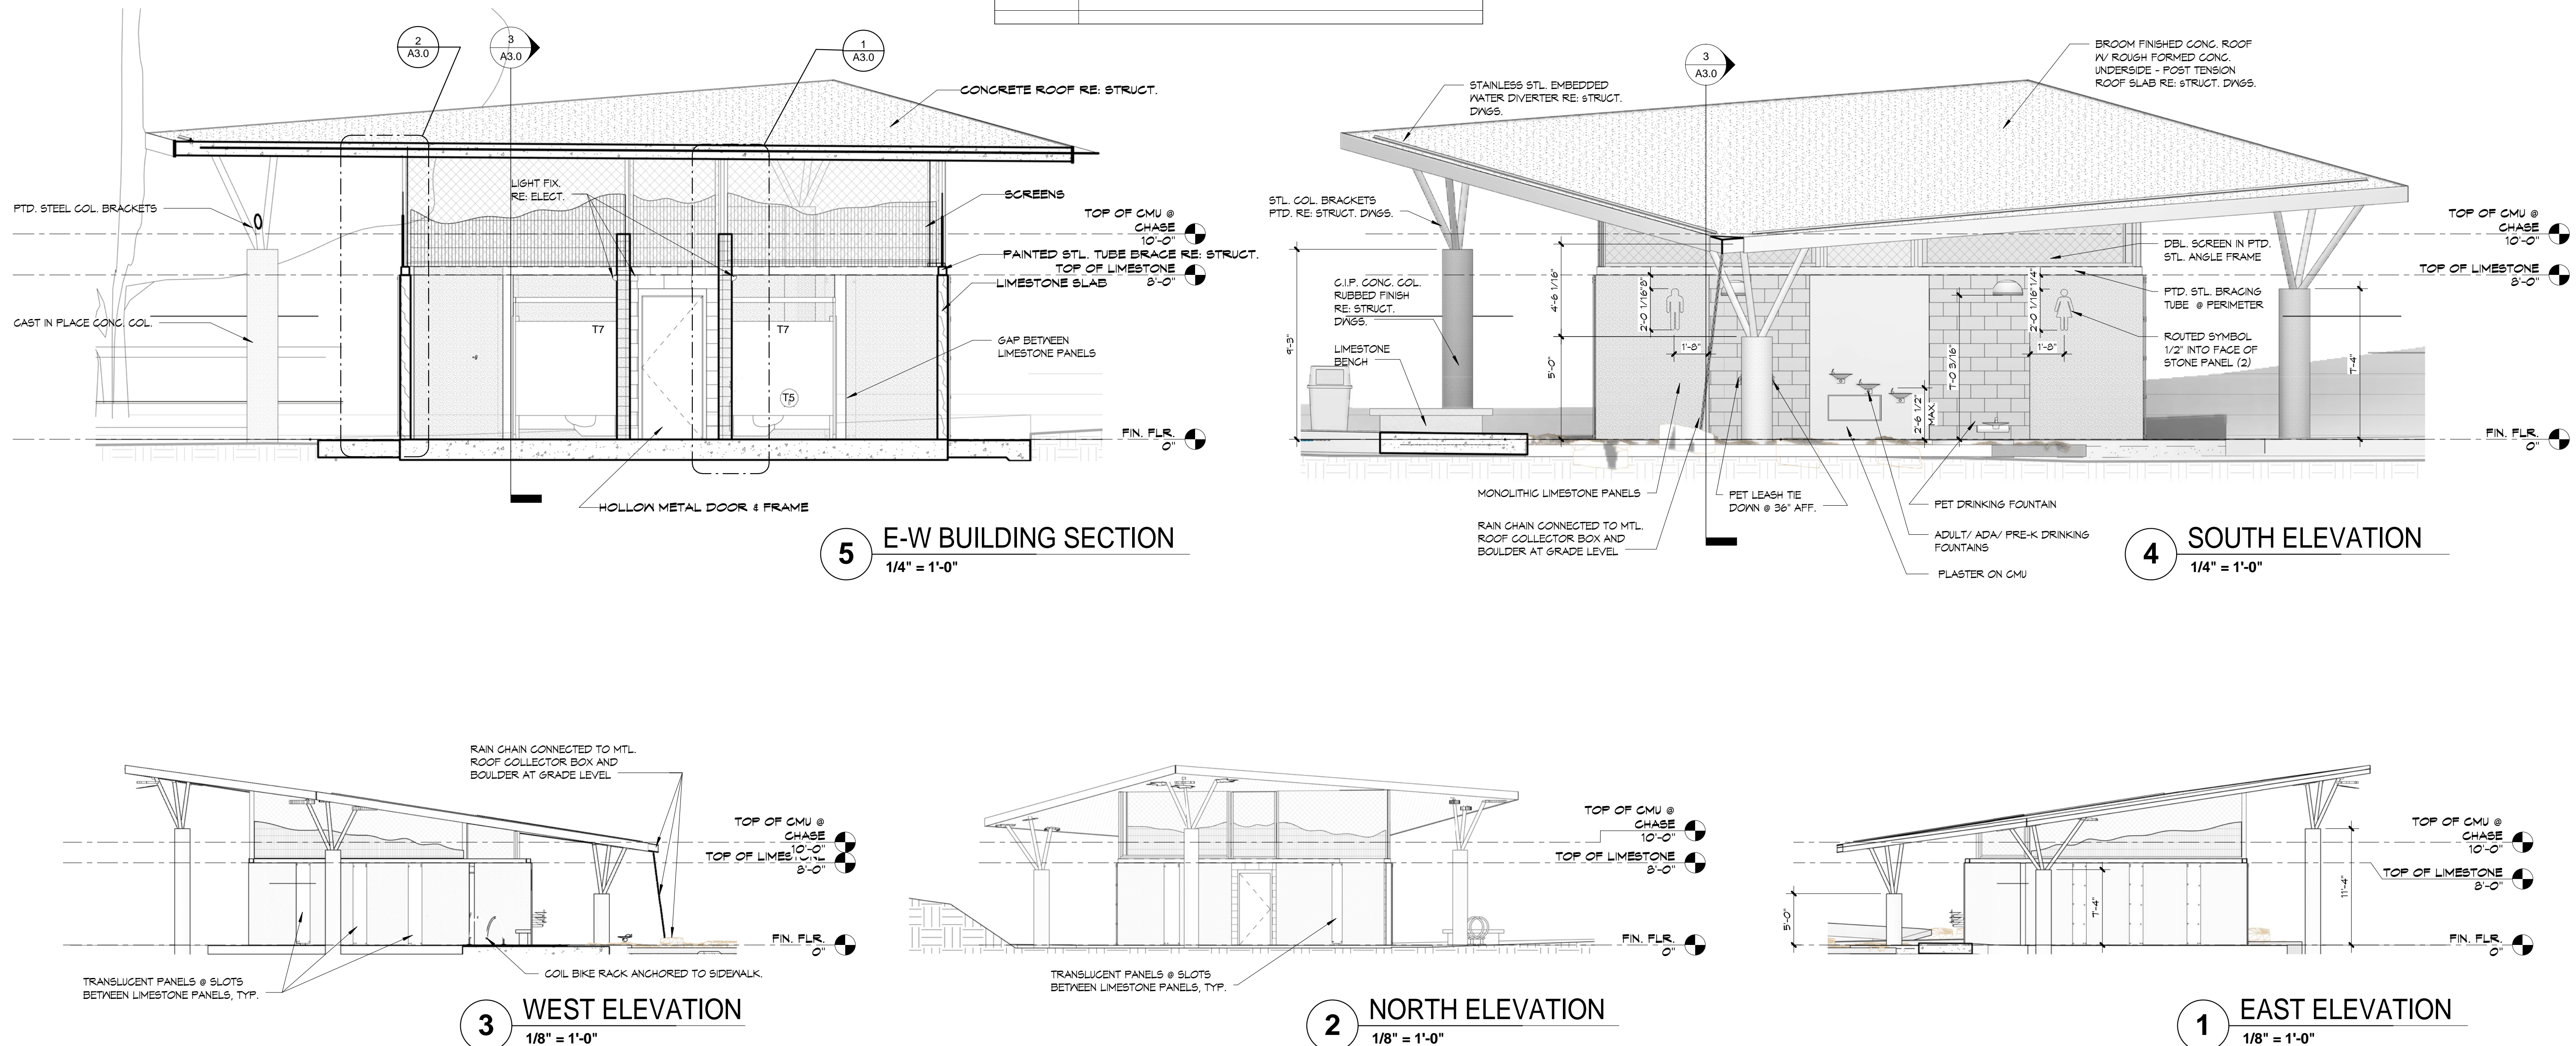 2
A3.0
3
A3.0
1
A3.0
CONCRETE ROOF RE: STRUCT.
LIGHT FIX.
RE: ELECT.
SCREENS
PTD. STEEL COL. BRACKETS
TOP OF CMU @
CHASE
10'-0"
PAINTED STL. TUBE BRACE RE: STRUCT.
TOP OF LIMESTONE
8'-0"
LIMESTONE SLAB
CAST IN PLACE CONC. COL.
T7
T7
GAP BETWEEN
LIMESTONE PANELS
T5
FIN. FLR.
0"
HOLLOW METAL DOOR & FRAME
5
E-W BUILDING SECTION
1/4" = 1'-0"
3
A3.0
STAINLESS STL. EMBEDDED
WATER DIVERTER RE: STRUCT.
DWGS.
BROOM FINISHED CONC. ROOF
W/ ROUGH FORMED CONC.
UNDERSIDE - POST TENSION
ROOF SLAB RE: STRUCT. DWGS.
STL. COL. BRACKETS
PTD. RE: STRUCT. DWGS.
C.I.P. CONC. COL.
RUBBED FINISH
RE: STRUCT.
DWGS.
LIMESTONE
BENCH
9'-3"
4'-6 1/16"
5'-0"
2'-0 1/16"
8"
1'-8"
2'-6 1/2"
MAX.
7'-0 3/16"
2'-0 1/16"
1/4"
1'-8"
7'-4"
TOP OF CMU @
CHASE
10'-0"
DBL. SCREEN IN PTD.
STL. ANGLE FRAME
TOP OF LIMESTONE
8'-0"
PTD. STL. BRACING
TUBE @ PERIMETER
ROUTED SYMBOL
1/2" INTO FACE OF
STONE PANEL (2)
FIN. FLR.
0"
MONOLITHIC LIMESTONE PANELS
RAIN CHAIN CONNECTED TO MTL.
ROOF COLLECTOR BOX AND
BOULDER AT GRADE LEVEL
PET LEASH TIE
DOWN @ 36" AFF.
PET DRINKING FOUNTAIN
ADULT/ ADA/ PRE-K DRINKING
FOUNTAINS
PLASTER ON CMU
4
SOUTH ELEVATION
1/4" = 1'-0"
RAIN CHAIN CONNECTED TO MTL.
ROOF COLLECTOR BOX AND
BOULDER AT GRADE LEVEL
TOP OF CMU @
CHASE
10'-0"
TOP OF
8'-0"
FIN. FLR.
0"
TRANSLUCENT PANELS @ SLOTS
BETWEEN LIMESTONE PANELS, TYP.
COIL BIKE RACK ANCHORED TO SIDEWALK.
3
WEST ELEVATION
1/8" = 1'-0"
TOP OF CMU @
CHASE
10'-0"
TOP OF LIMESTONE
8'-0"
FIN. FLR.
0"
TRANSLUCENT PANELS @ SLOTS
BETWEEN LIMESTONE PANELS, TYP.
2
NORTH ELEVATION
1/8" = 1'-0"
5'-0"
7'-4"
11'-4"
TOP OF CMU @
CHASE
10'-0"
TOP OF LIMESTONE
8'-0"
FIN. FLR.
0"
1
EAST ELEVATION
1/8" = 1'-0"